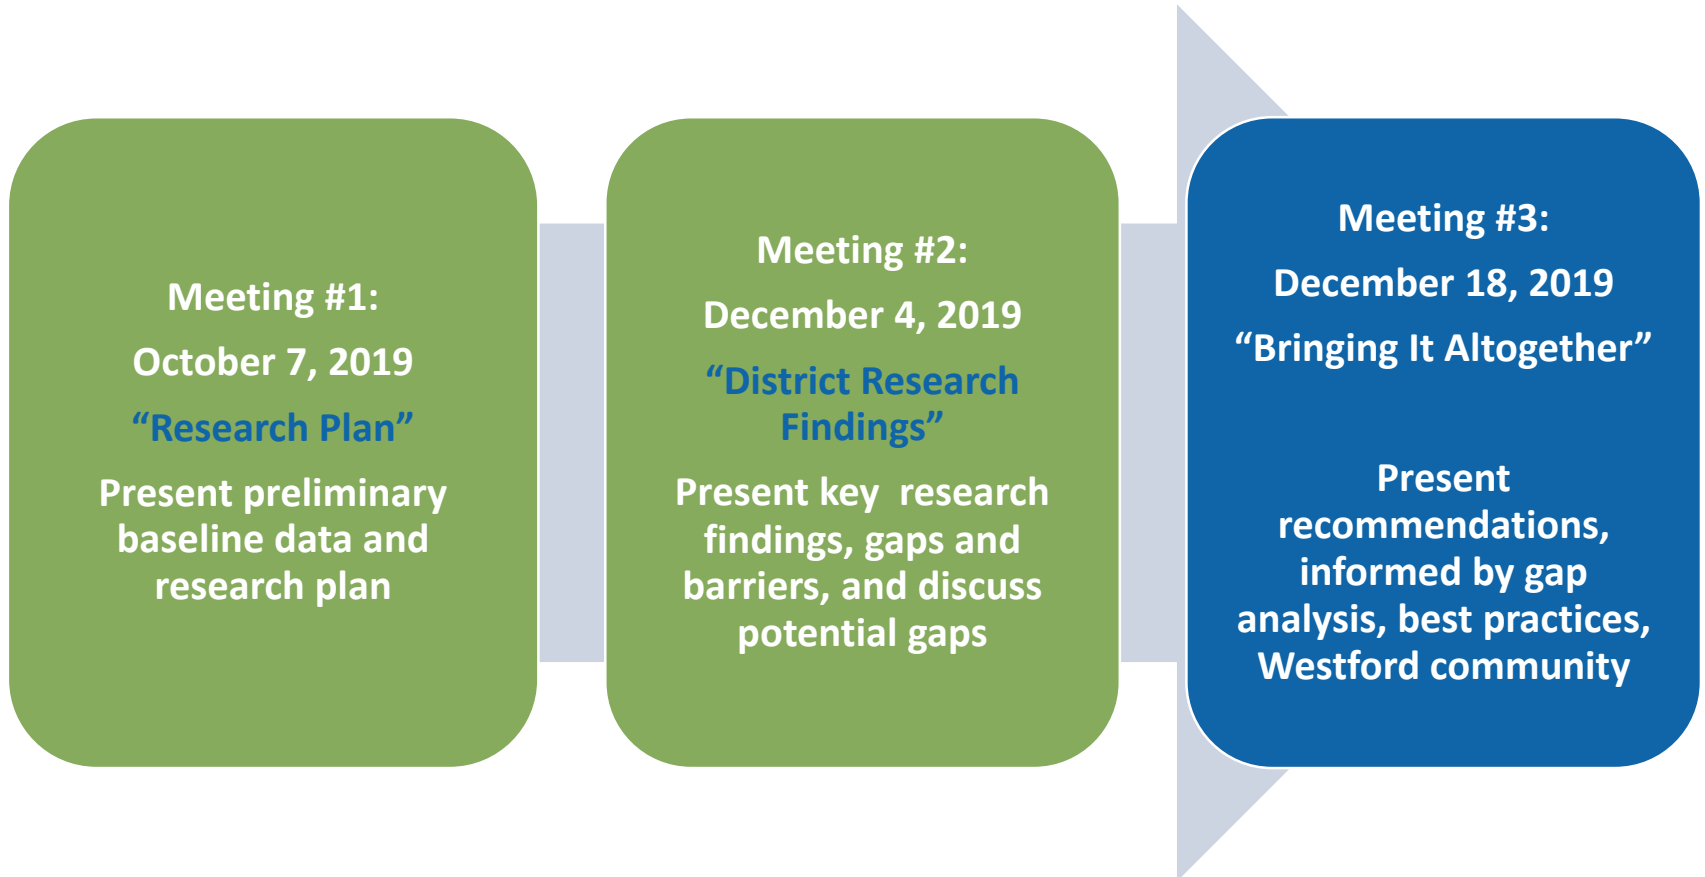 Meeting #1:
October 7, 2019
“Research Plan”
Present preliminary
baseline data and
research plan
Meeting #2:
December 4, 2019
“District Research
Findings”
Present key  research
findings, gaps and
barriers, and discuss
potential gaps
Meeting #3:
December 18, 2019
“Bringing It Altogether”
Present
recommendations,
informed by gap
analysis, best practices,
Westford community